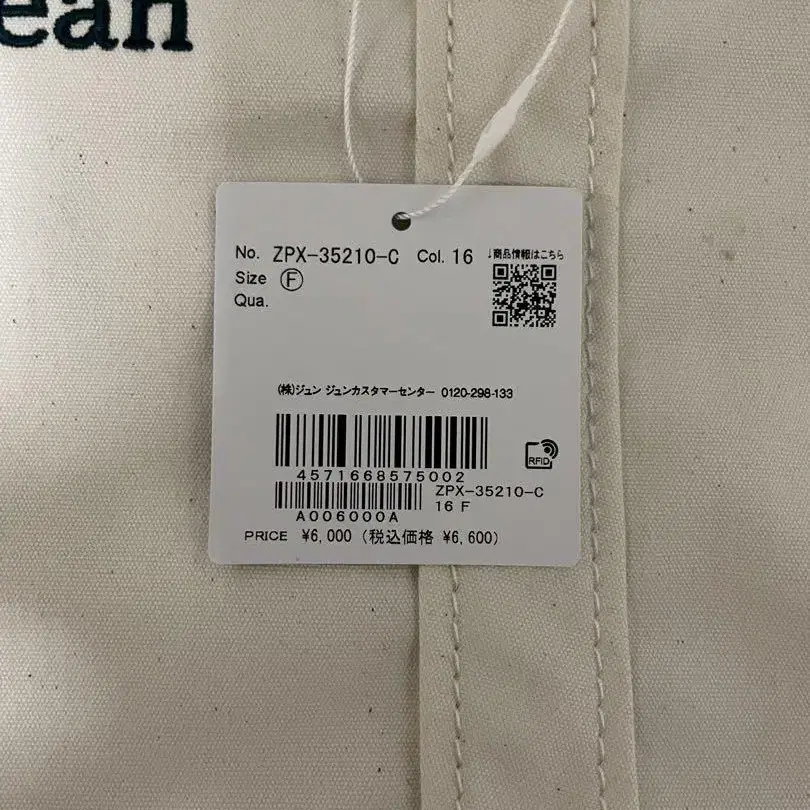 ean
No. ZPX-35210-C Col. 16 ↓商品情報はこちら
Size Ⓕ
Qua.
(株)ジュン ジュンカスタマーセンター 0120-298-133
4571668575002
RFID
ZPX-35210-C
16 F
A006000A
PRICE ¥6,000 (税込価格 ¥6,600)